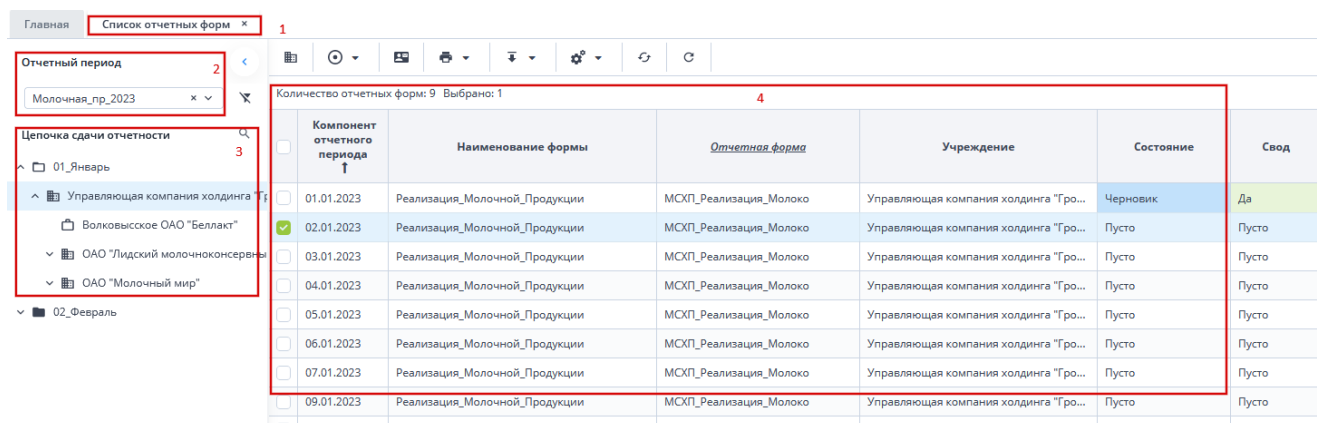 Главная
Список отчетных форм ×
1
Отчетный период
2
Молочная_пр_2023 ×
Цепочка сдачи отчетности
3
01_Январь
Управляющая компания холдинга "Гр
Волковысское ОАО "Беллакт"
ОАО "Лидский молочноконсервны
ОАО "Молочный мир"
02_Февраль
Количество отчетных форм: 9 Выбрано: 1
4
Компонент отчетного периода Наименование формы Отчетная форма Учреждение Состояние Свод
01.01.2023 Реализация_Молочной_Продукции МСХП_Реализация_Молоко Управляющая компания холдинга "Гро... Черновик Да
02.01.2023 Реализация_Молочной_Продукции МСХП_Реализация_Молоко Управляющая компания холдинга "Гро... Пусто Пусто
03.01.2023 Реализация_Молочной_Продукции МСХП_Реализация_Молоко Управляющая компания холдинга "Гро... Пусто Пусто
04.01.2023 Реализация_Молочной_Продукции МСХП_Реализация_Молоко Управляющая компания холдинга "Гро... Пусто Пусто
05.01.2023 Реализация_Молочной_Продукции МСХП_Реализация_Молоко Управляющая компания холдинга "Гро... Пусто Пусто
06.01.2023 Реализация_Молочной_Продукции МСХП_Реализация_Молоко Управляющая компания холдинга "Гро... Пусто Пусто
07.01.2023 Реализация_Молочной_Продукции МСХП_Реализация_Молоко Управляющая компания холдинга "Гро... Пусто Пусто
09.01.2023 Реализация_Молочной_Продукции МСХП_Реализация_Молоко Управляющая компания холдинга "Гро... Пусто Пусто